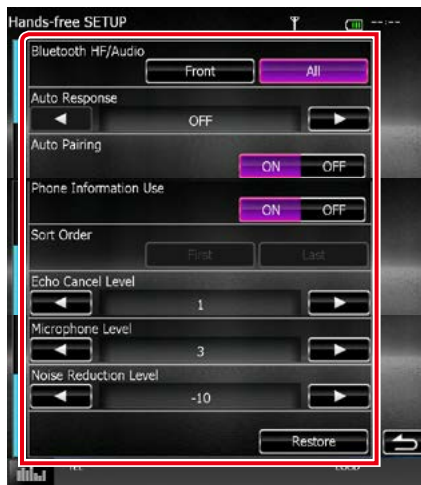 Hands-free SETUP --:--
Bluetooth HF/Audio
Front All
Auto Response
OFF
Auto Pairing
ON OFF
Phone Information Use
ON OFF
Sort Order
First Last
Echo Cancel Level
1
Microphone Level
3
Noise Reduction Level
-10
Restore